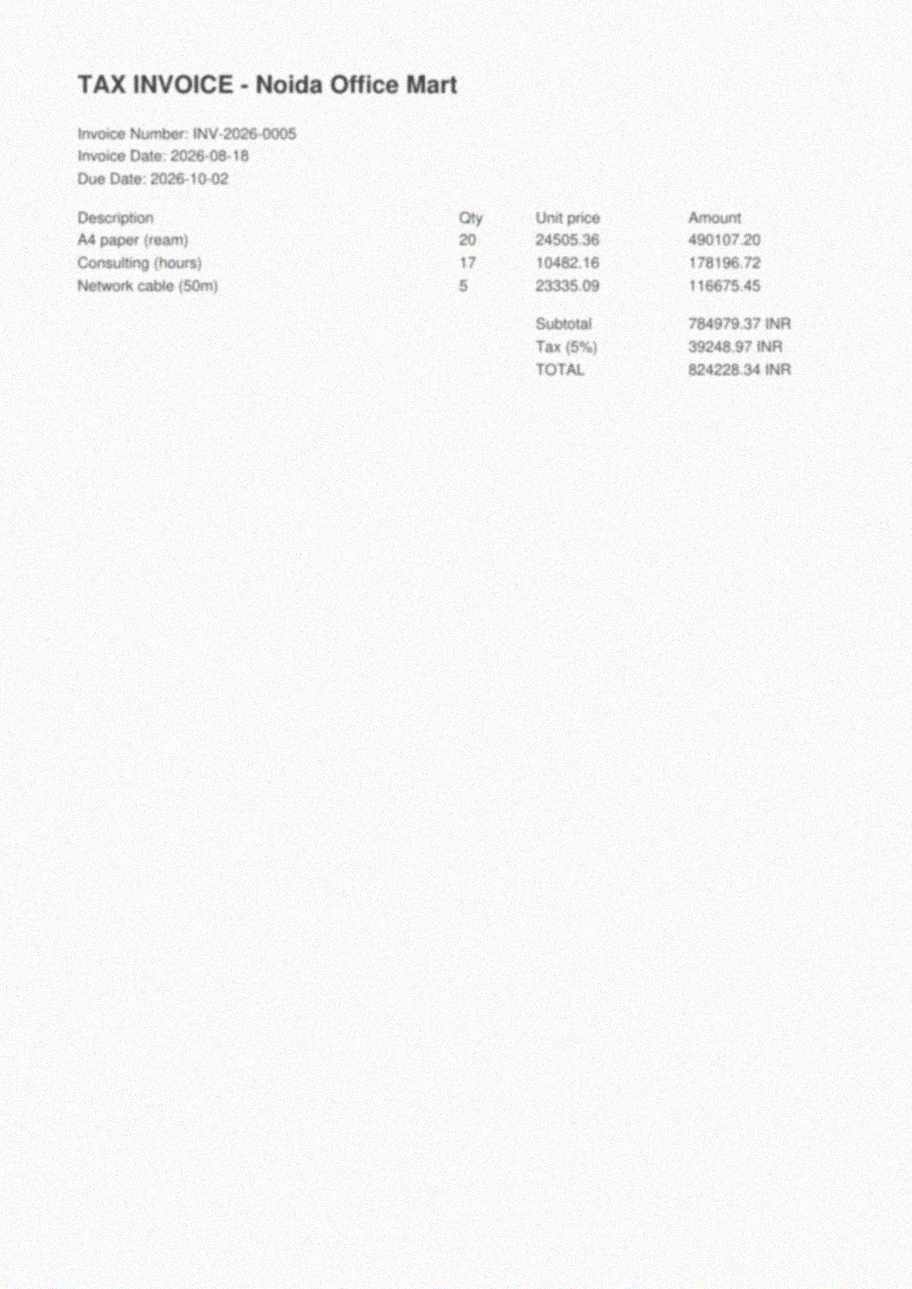 TAX INVOICE - Noida Office Mart
Invoice Number: INV-2026-0005
Invoice Date: 2026-08-18
Due Date: 2026-10-02
Description Qty Unit price Amount
A4 paper (ream) 20 24505.36 490107.20
Consulting (hours) 17 10482.16 178196.72
Network cable (50m) 5 23335.09 116675.45
Subtotal 784979.37 INR
Tax (5%) 39248.97 INR
TOTAL 824228.34 INR